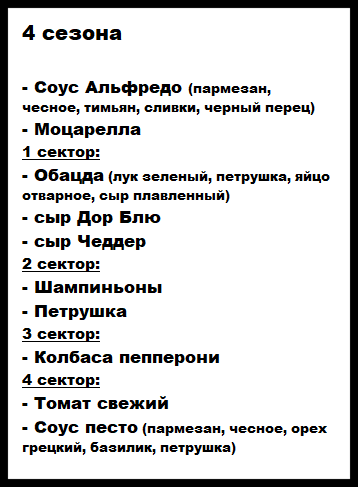 4 сезона
- Соус Альфредо (пармезан,
чесное, тимьян, сливки, черный перец)
- Моцарелла
1 сектор:
- Обацда (лук зеленый, петрушка, яйцо
отварное, сыр плавленный)
- сыр Дор Блю
- сыр Чеддер
2 сектор:
- Шампиньоны
- Петрушка
3 сектор:
- Колбаса пепперони
4 сектор:
- Томат свежий
- Соус песто (пармезан, чесное, орех
грецкий, базилик, петрушка)